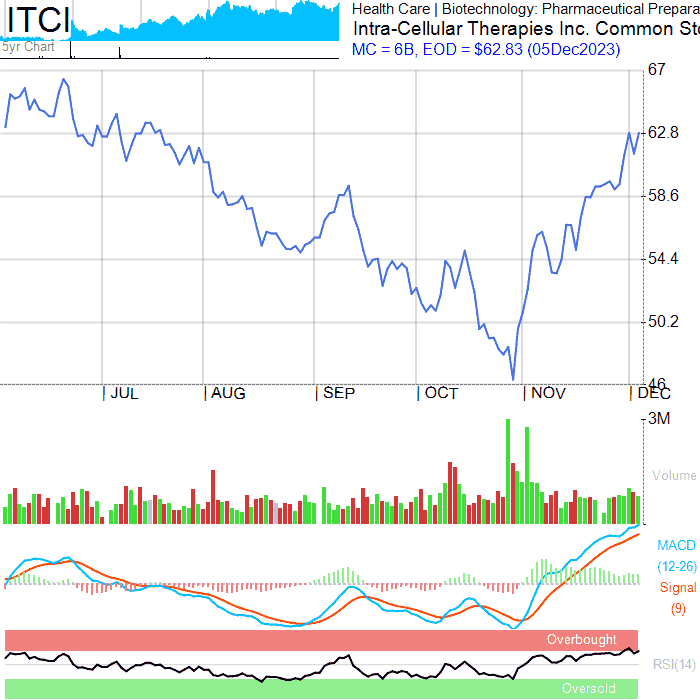 ITCI
5yr Chart
Health Care | Biotechnology: Pharmaceutical Prepara
Intra-Cellular Therapies Inc. Common Sto
MC = 6B, EOD = $62.83 (05Dec2023)
67
62.8
58.6
54.4
50.2
46
| JUL | AUG | SEP | OCT | NOV | DEC
3M
Volume
MACD
(12-26)
Signal
(9)
Overbought
RSI(14)
Oversold